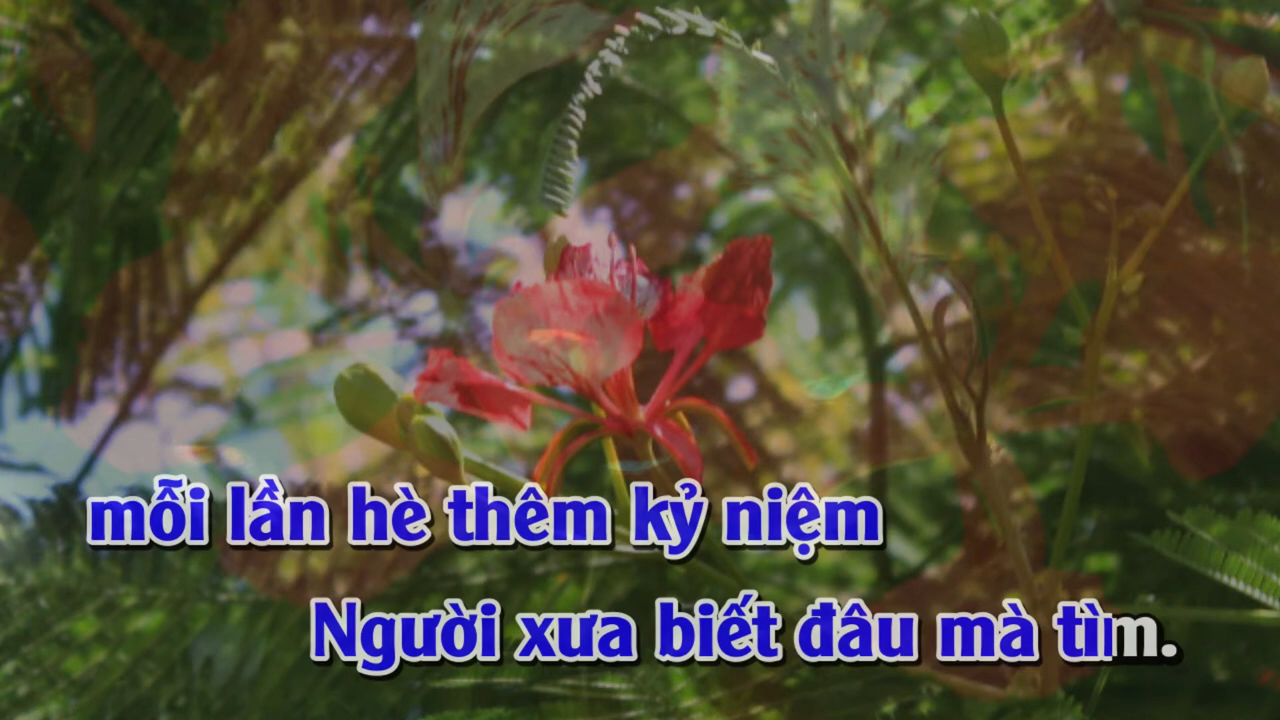 mỗi lần hè thêm kỷ niệm
Người xưa biết đâu mà tìm.